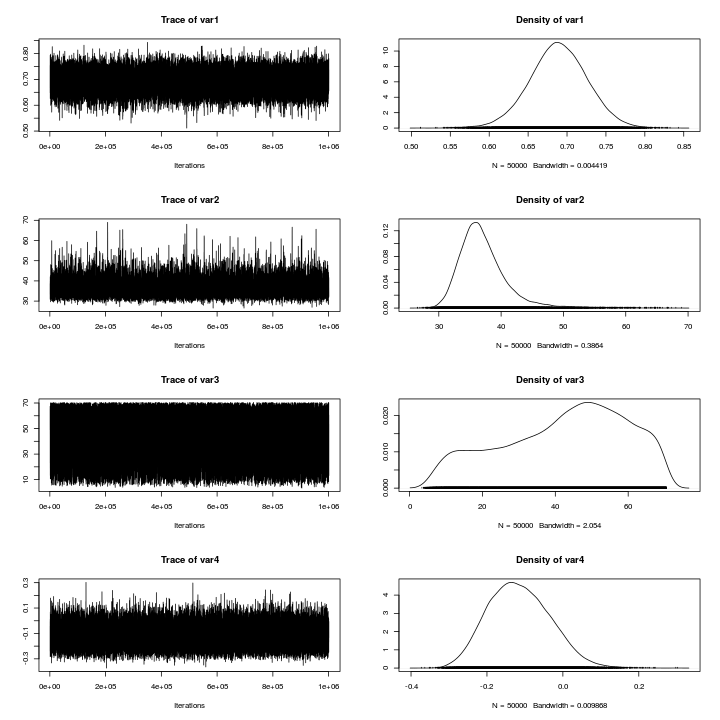 Trace of var1
0.50 0.60 0.70 0.80
0e+00 2e+05 4e+05 6e+05 8e+05 1e+06
Iterations
Density of var1
0 2 4 6 8 10
0.50 0.55 0.60 0.65 0.70 0.75 0.80 0.85
N = 50000 Bandwidth = 0.004419
Trace of var2
30 40 50 60 70
0e+00 2e+05 4e+05 6e+05 8e+05 1e+06
Iterations
Density of var2
0.00 0.04 0.08 0.12
30 40 50 60 70
N = 50000 Bandwidth = 0.3864
Trace of var3
10 30 50 70
0e+00 2e+05 4e+05 6e+05 8e+05 1e+06
Iterations
Density of var3
0.000 0.010 0.020
0 20 40 60
N = 50000 Bandwidth = 2.054
Trace of var4
-0.3 -0.1 0.1 0.3
0e+00 2e+05 4e+05 6e+05 8e+05 1e+06
Iterations
Density of var4
0 1 2 3 4
-0.4 -0.2 0.0 0.2
N = 50000 Bandwidth = 0.009868